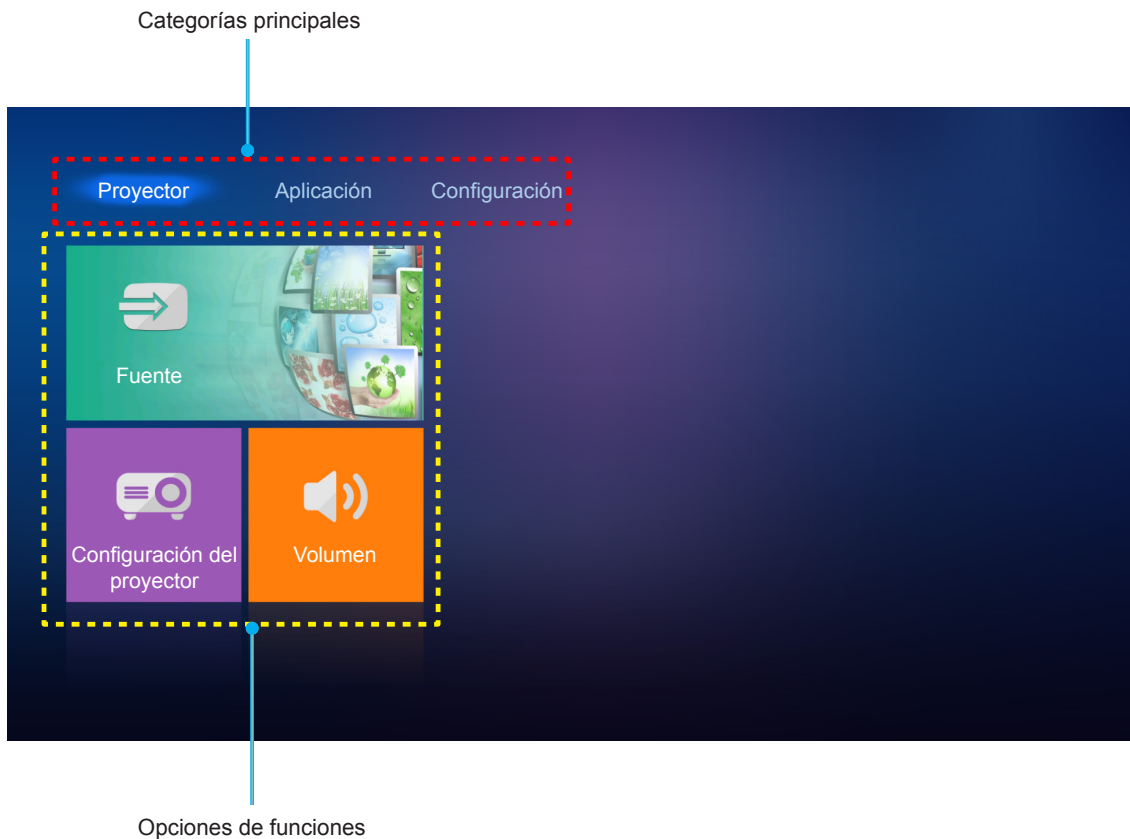 Categorías principales
Proyector Aplicación Configuración
Fuente
Configuración del
proyector
Volumen
Opciones de funciones